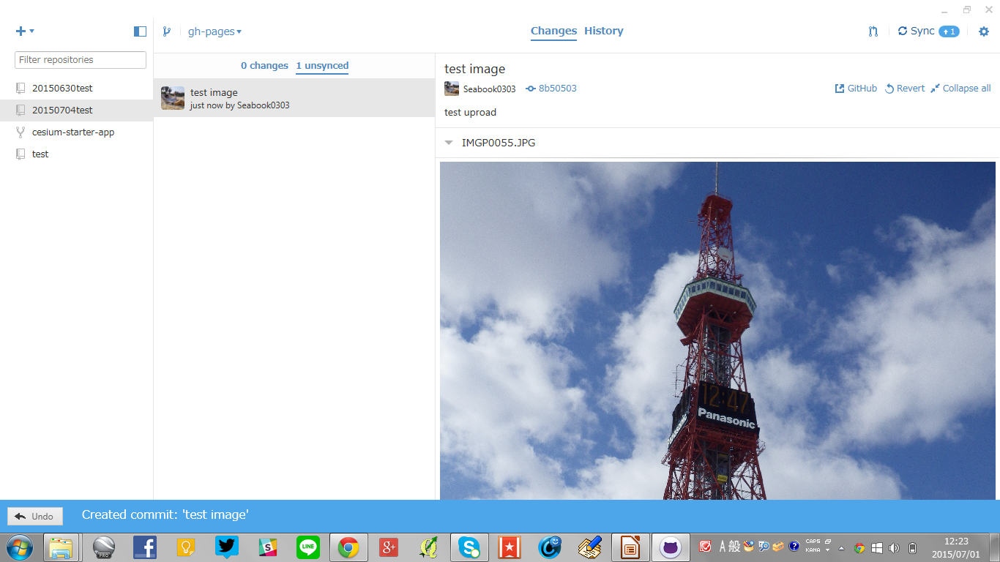 gh-pages
Changes History
Sync 1
Filter repositories
20150630test
20150704test
cesium-starter-app
test
0 changes 1 unsynced
test image
just now by Seabook0303
test image
Seabook0303 8b50503
GitHub Revert Collapse all
test uproad
IMGP0055.JPG
12:47
Panasonic
Undo
Created commit: 'test image'
PRO
LINE
g+
A 般
CAPS
KANA
12:23
2015/07/01